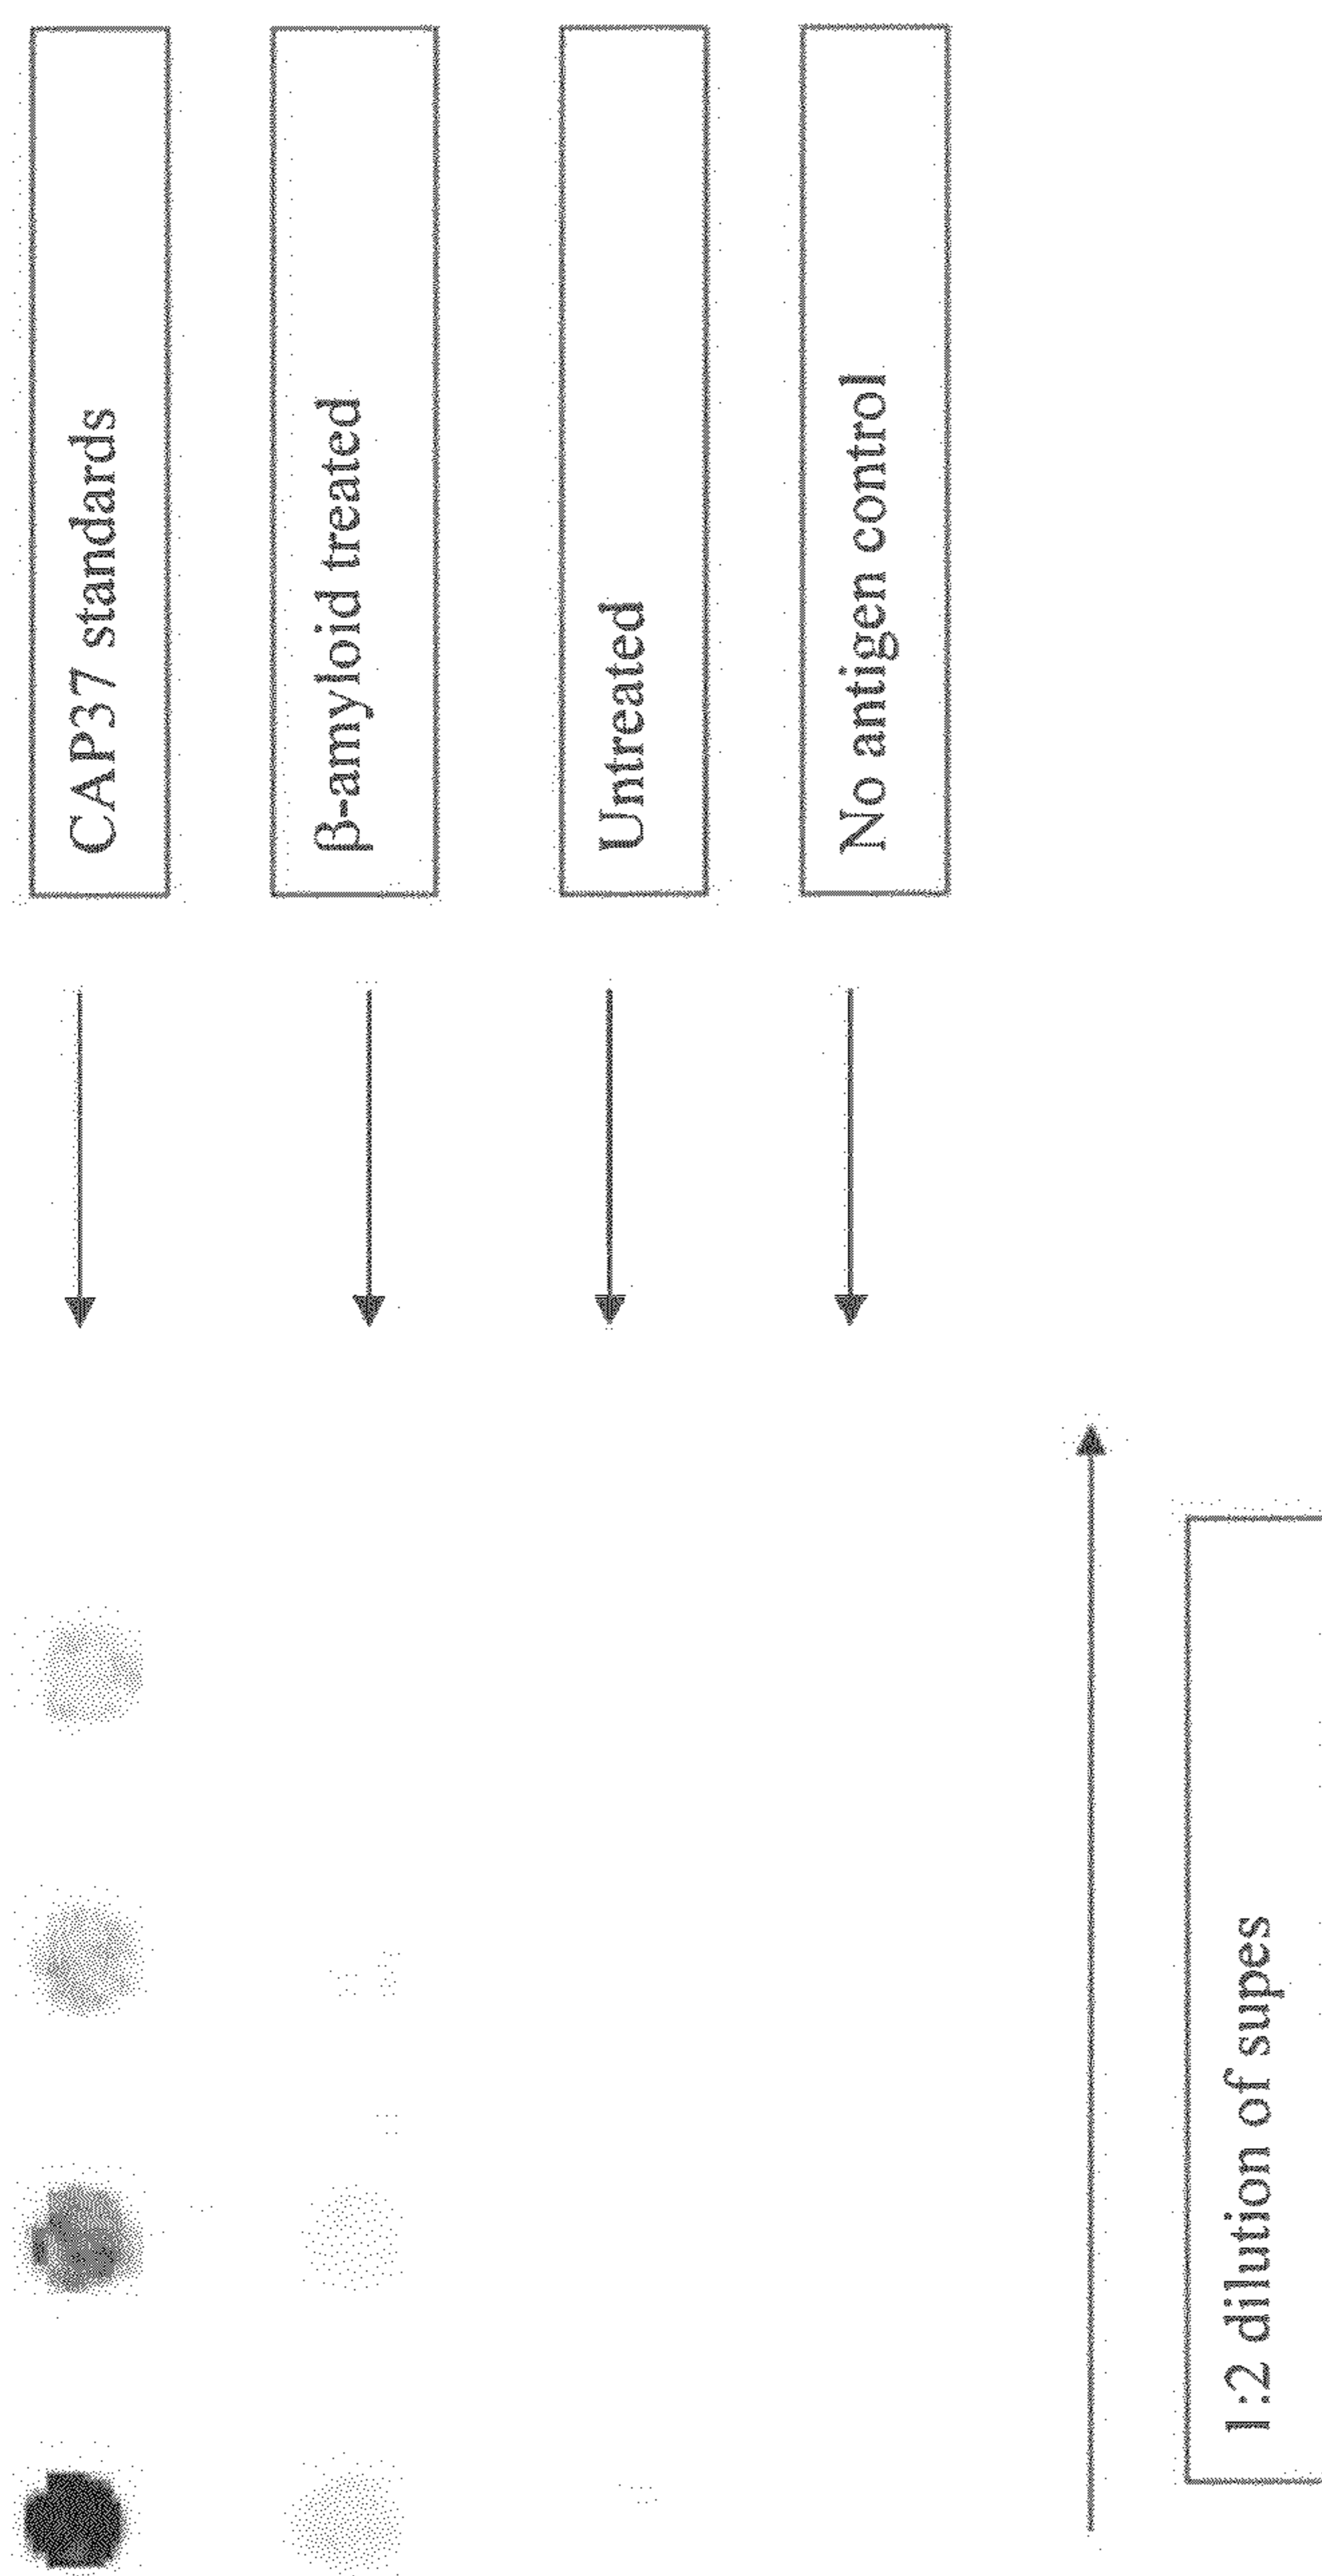 CAP37 standards
β-amyloid treated
Untreated
No antigen control
1:2 dilution of supes